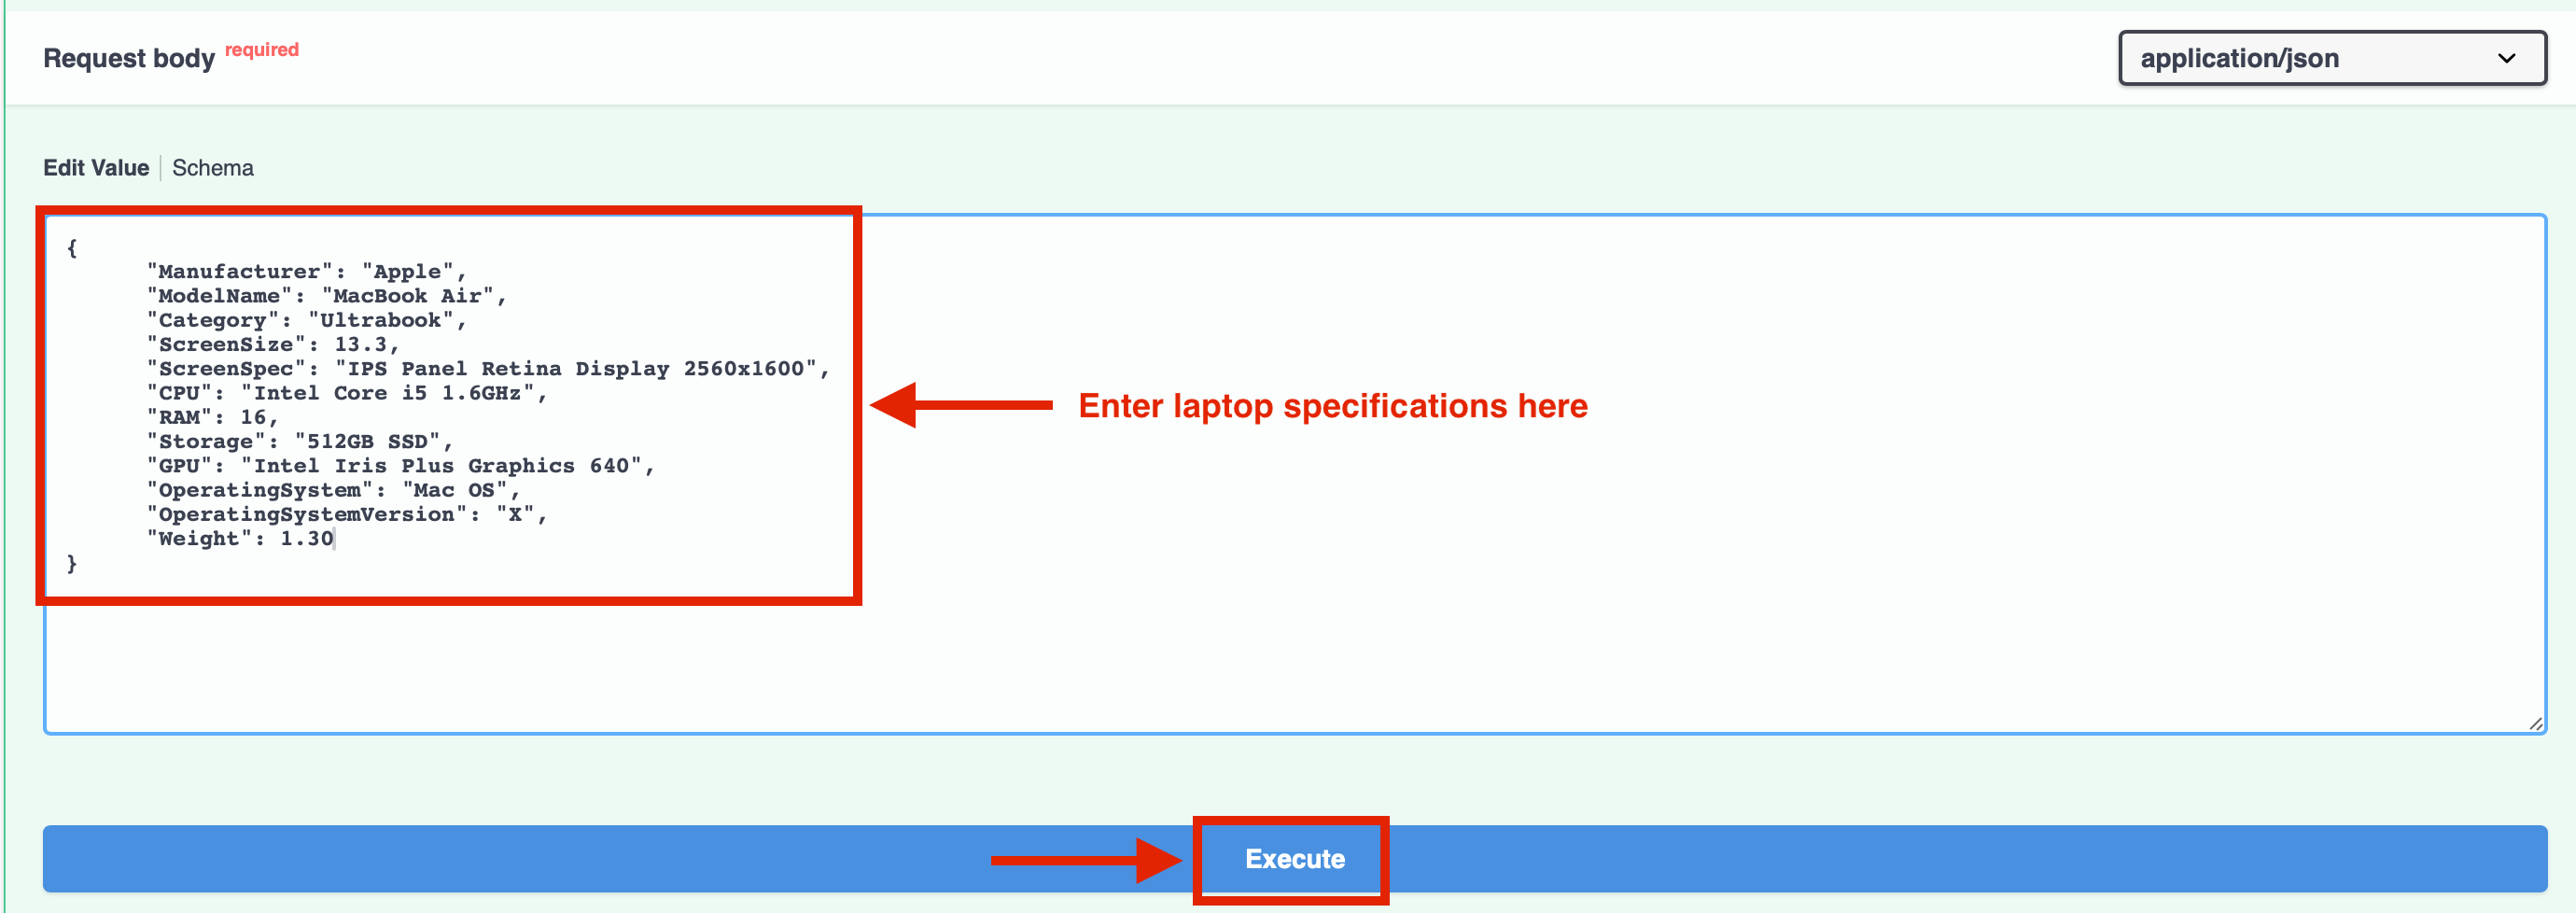 Request body required
application/json
Edit Value | Schema
{
"Manufacturer": "Apple",
"ModelName": "MacBook Air",
"Category": "Ultrabook",
"ScreenSize": 13.3,
"ScreenSpec": "IPS Panel Retina Display 2560x1600",
"CPU": "Intel Core i5 1.6GHz",
"RAM": 16,
"Storage": "512GB SSD",
"GPU": "Intel Iris Plus Graphics 640",
"OperatingSystem": "Mac OS",
"OperatingSystemVersion": "X",
"Weight": 1.30
}
Enter laptop specifications here
Execute